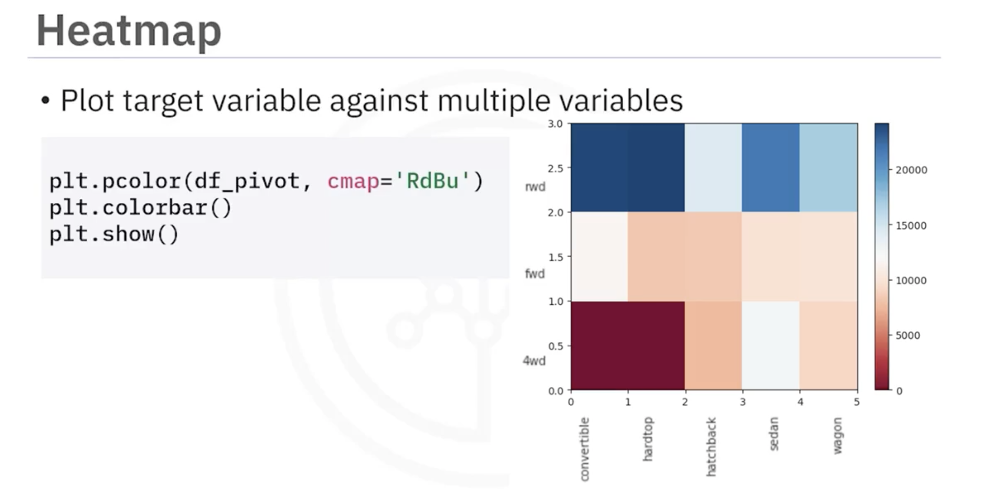 Heatmap
• Plot target variable against multiple variables
plt.pcolor(df_pivot, cmap='RdBu')
plt.colorbar()
plt.show()
3.0
2.5
rwd
2.0
1.5
fwd
1.0
0.5
4wd
0.0
0 1 2 3 4 5
convertible
hardtop
hatchback
sedan
wagon
20000
15000
10000
5000
0